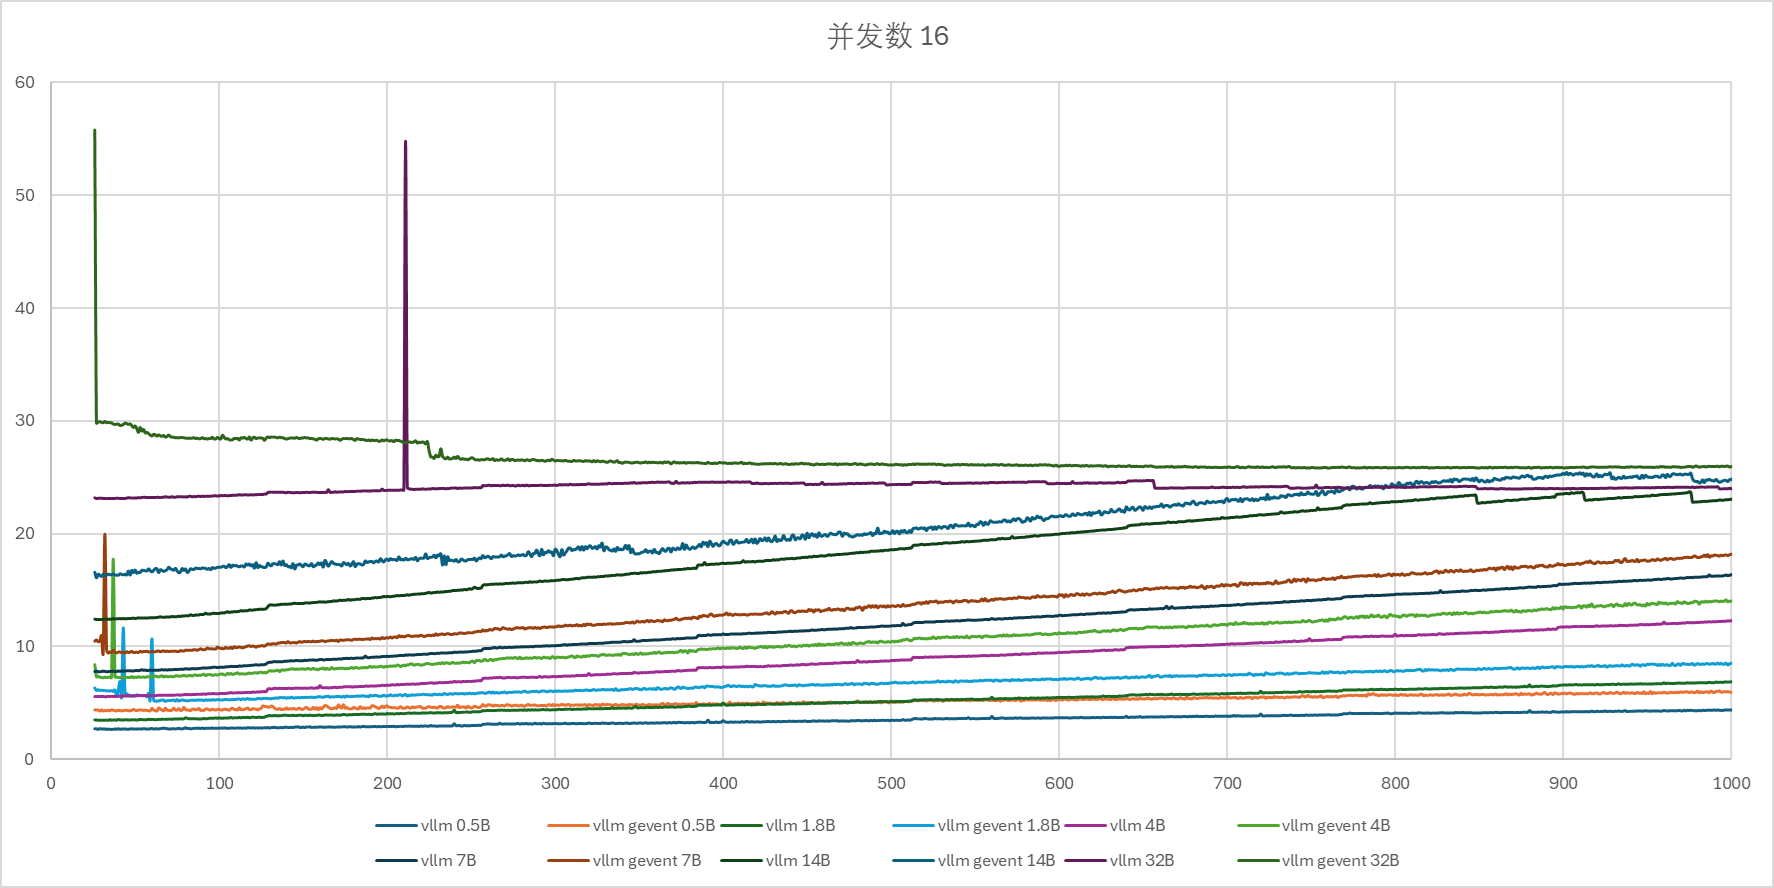 并发数 16
60
50
40
30
20
10
0
0 100 200 300 400 500 600 700 800 900 1000
vllm 0.5B vllm gevent 0.5B vllm 1.8B vllm gevent 1.8B vllm 4B vllm gevent 4B
vllm 7B vllm gevent 7B vllm 14B vllm gevent 14B vllm 32B vllm gevent 32B